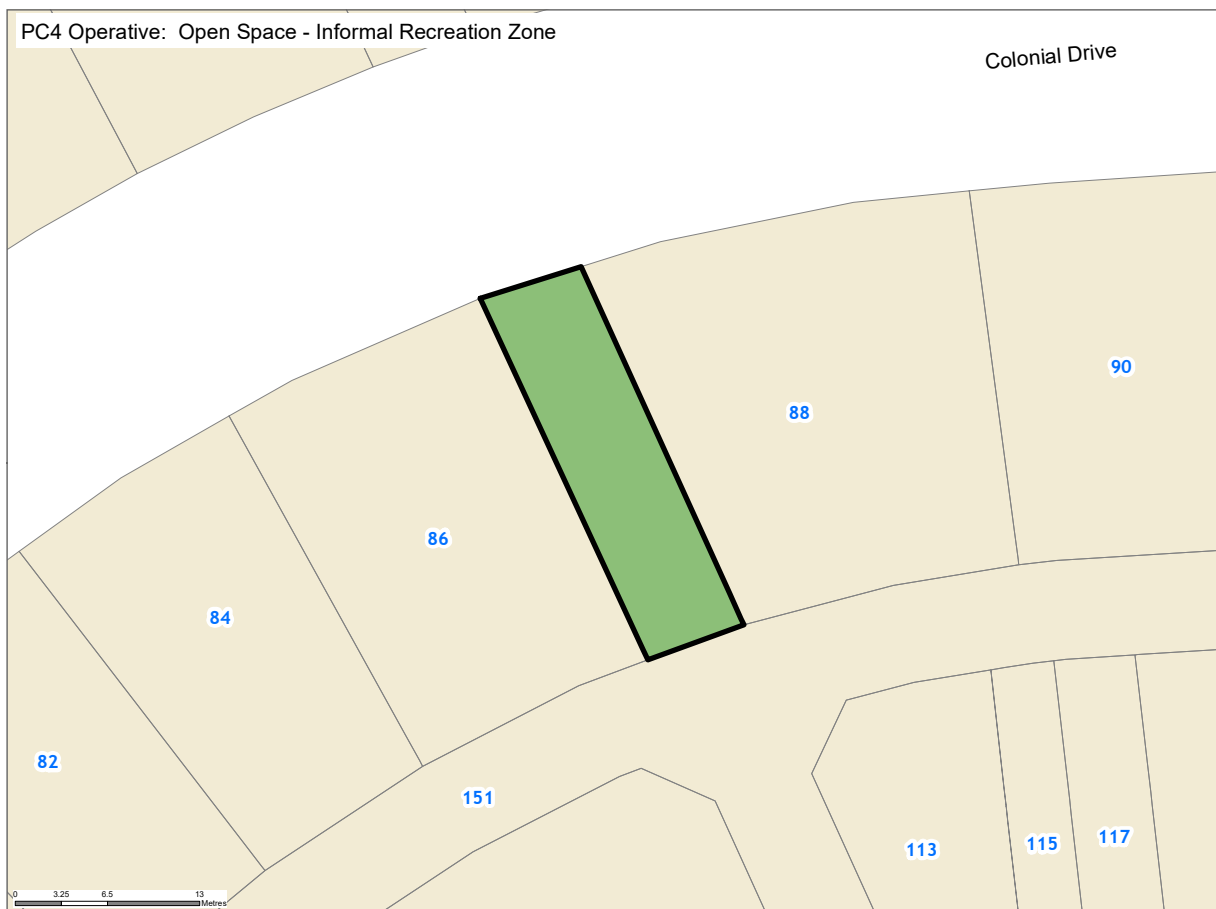 PC4 Operative:  Open Space - Informal Recreation Zone
Colonial Drive
90
88
86
84
82
151
113
115
117
0 3.25 6.5 13
Metres